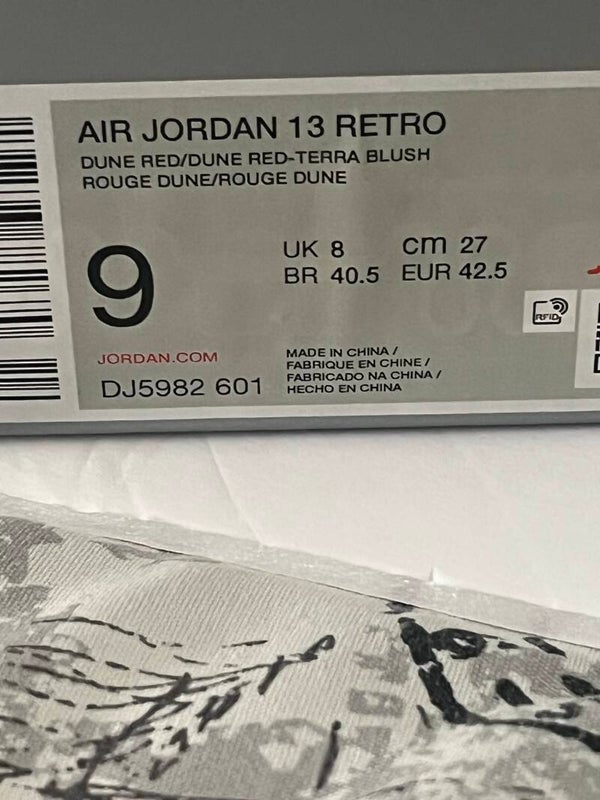 AIR JORDAN 13 RETRO
DUNE RED/DUNE RED-TERRA BLUSH
ROUGE DUNE/ROUGE DUNE
9
UK 8 cm 27
BR 40.5 EUR 42.5
RFID
JORDAN.COM
DJ5982 601
MADE IN CHINA /
FABRIQUE EN CHINE /
FABRICADO NA CHINA /
HECHO EN CHINA